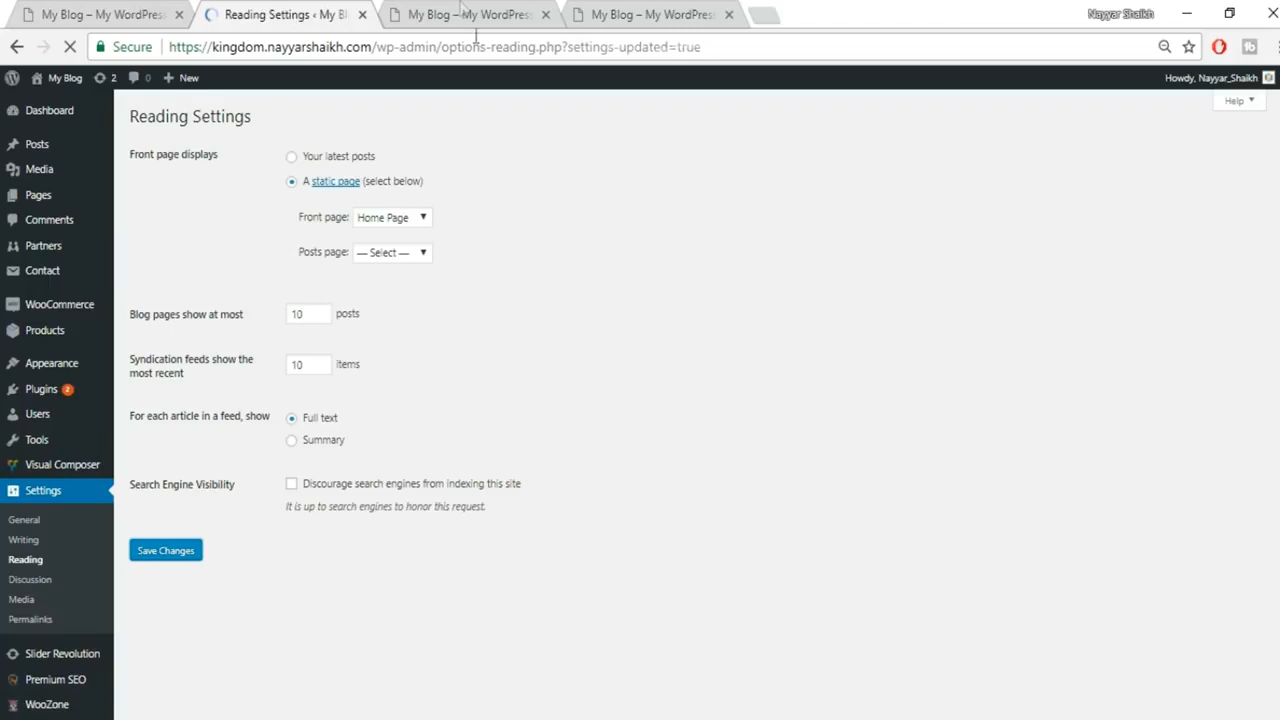 My Blog – My WordPres
Reading Settings ‹ My Bl
My Blog – My WordPres
My Blog – My WordPres
Nayyar Shaikh
Secure
https://kingdom.nayyarshaikh.com/wp-admin/options-reading.php?settings-updated=true
My Blog
2
0
New
Howdy, Nayyar_Shaikh
Help
Dashboard
Posts
Media
Pages
Comments
Partners
Contact
WooCommerce
Products
Appearance
Plugins 2
Users
Tools
Visual Composer
Settings
General
Writing
Reading
Discussion
Media
Permalinks
Slider Revolution
Premium SEO
WooZone
Reading Settings
Front page displays
Your latest posts
A static page (select below)
Front page: Home Page
Posts page: — Select —
Blog pages show at most
10 posts
Syndication feeds show the
most recent
10 items
For each article in a feed, show
Full text
Summary
Search Engine Visibility
Discourage search engines from indexing this site
It is up to search engines to honor this request.
Save Changes